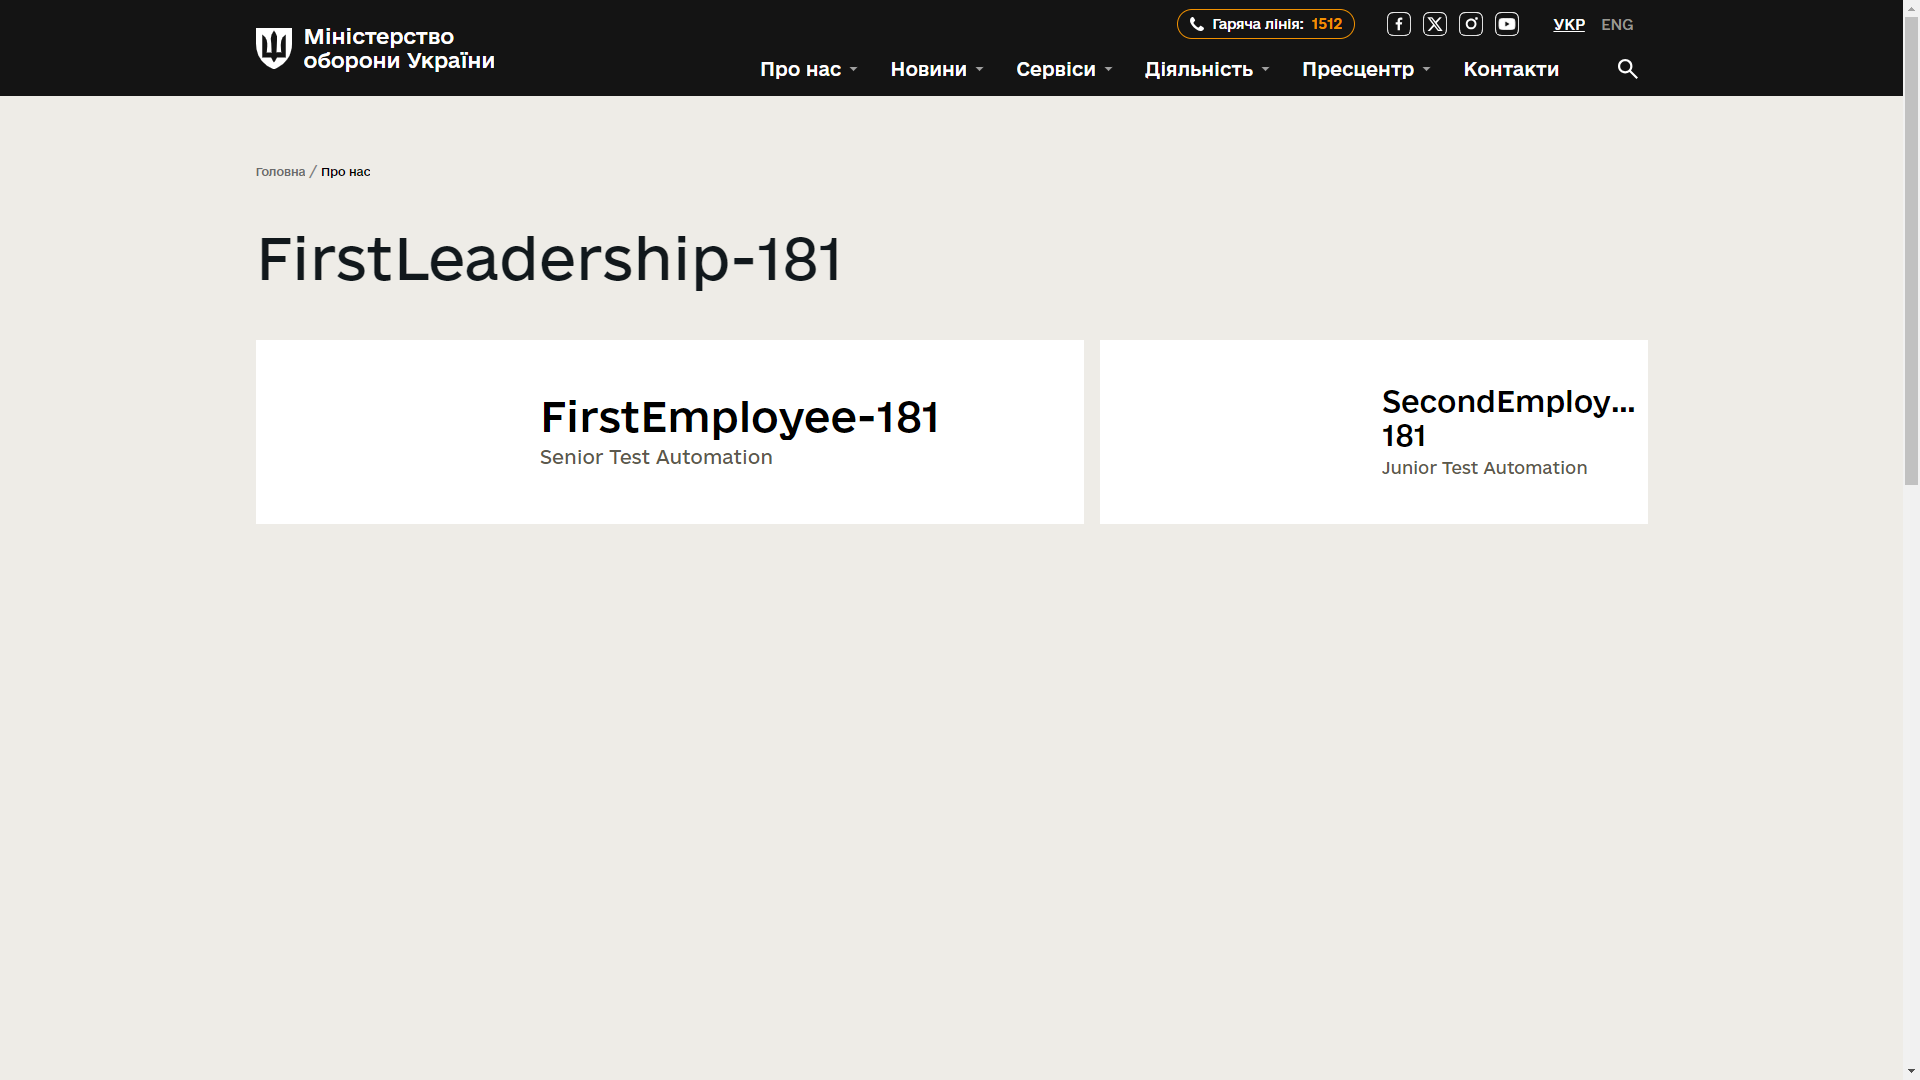 Міністерство
оборони України
Гаряча лінія: 1512
УКР ENG
Про нас Новини Сервіси Діяльність Пресцентр Контакти
Головна / Про нас
FirstLeadership-181
FirstEmployee-181
Senior Test Automation
SecondEmploy...
181
Junior Test Automation